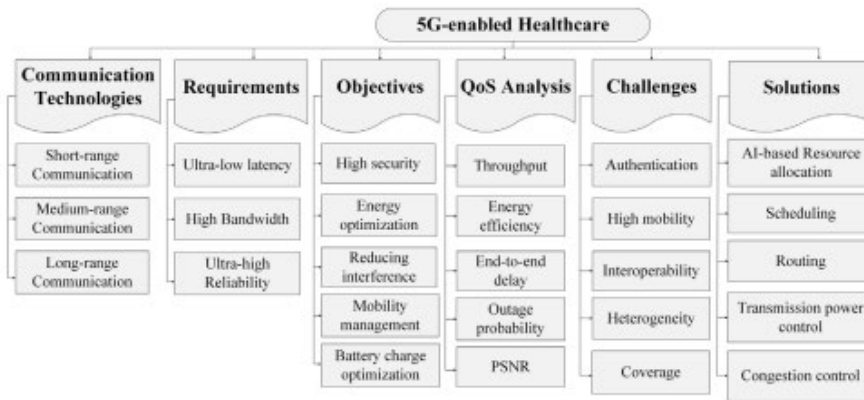 5G-enabled Healthcare
Communication
Technologies
Requirements
Objectives
QoS Analysis
Challenges
Solutions
Short-range
Communication
Medium-range
Communication
Long-range
Communication
Ultra-low latency
High Bandwidth
Ultra-high
Reliability
High security
Energy
optimization
Reducing
interference
Mobility
management
Battery charge
optimization
Throughput
Energy
efficiency
End-to-end
delay
Outage
probability
PSNR
Authentication
High mobility
Interoperability
Heterogeneity
Coverage
AI-based Resource
allocation
Scheduling
Routing
Transmission power
control
Congestion control